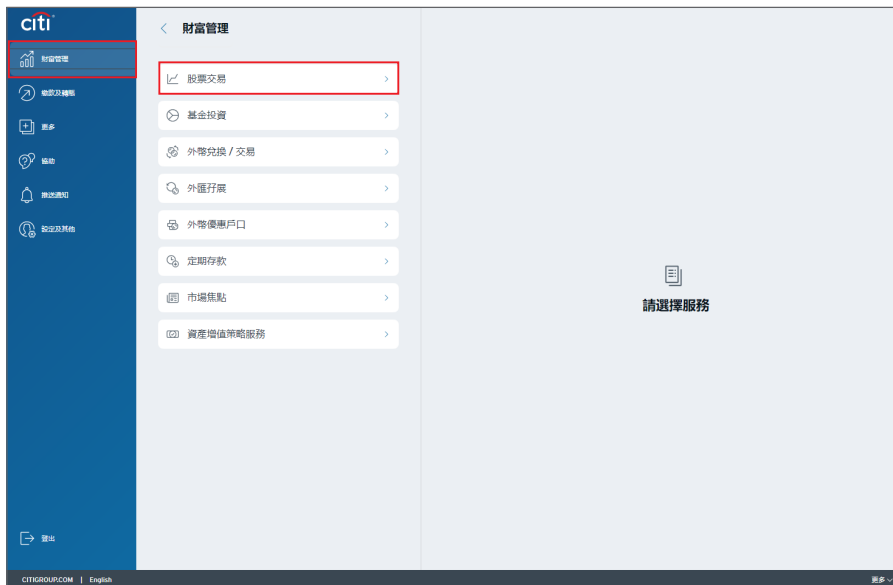 citi
財富管理
繳款及轉賬
更多
協助
推送通知
設定及其他
登出
財富管理
股票交易
基金投資
外幣兌換 / 交易
外匯孖展
外幣優惠戶口
定期存款
市場焦點
資產增值策略服務
請選擇服務
CITIGROUP.COM | English
更多